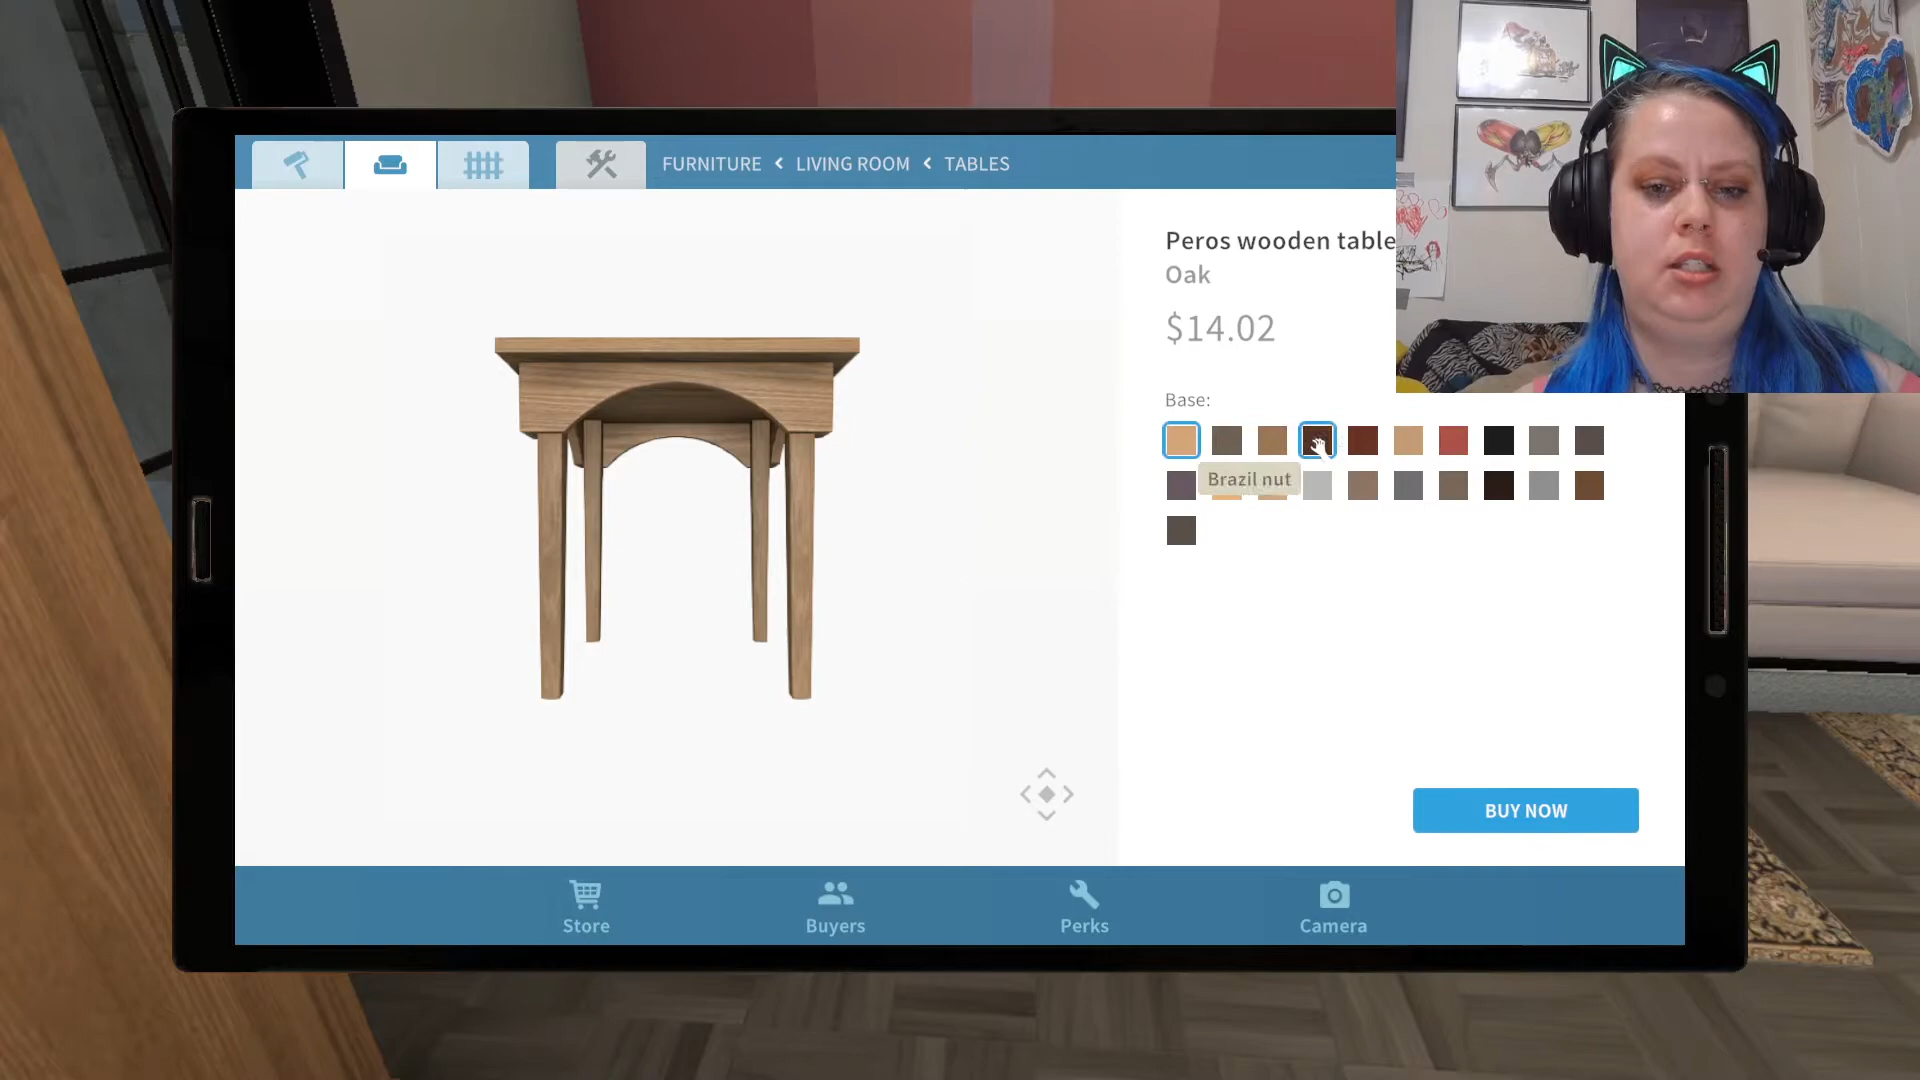 FURNITURE < LIVING ROOM < TABLES
Peros wooden table
Oak
$14.02
Base:
Brazil nut
BUY NOW
Store
Buyers
Perks
Camera